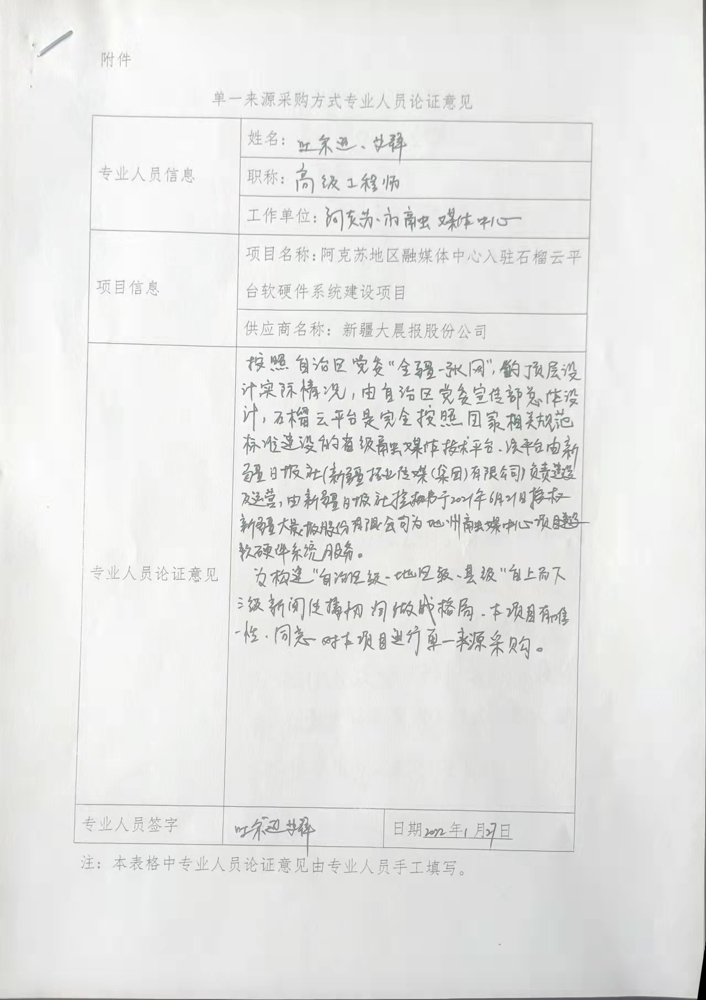 附件
单一来源采购方式专业人员论证意见
专业人员信息
姓名：吐尔逊、艾
职称：高级工程师
工作单位：阿克苏市融媒体中心
项目信息
项目名称：阿克苏地区融媒体中心入驻石榴云平
台软硬件系统建设项目
供应商名称：新疆大晨报股份公司
专业人员论证意见
按照自治区党委“全疆一张网”，的顶层设
计实际情况，由自治区党委宣传部总体设
计，石榴云平台是完全按照国家相关规范
标准建设的省级融媒体技术平台、该平台由新
疆日报社(新疆报业传媒(集团)有限公司)负责建设
及运营，由新疆日报社授权书于2021年6月21日授权
新疆大晨报股份有限公司为地州融媒中心项目建设
软硬件系统服务。
为构建“自治区级、地区级、县级”自上而下
三级新闻传播协同做战格局、本项目有唯
一性、同意对本项目进行单一来源采购。
专业人员签字
吐尔逊艾
日期2022年1月27日
注：本表格中专业人员论证意见由专业人员手工填写。